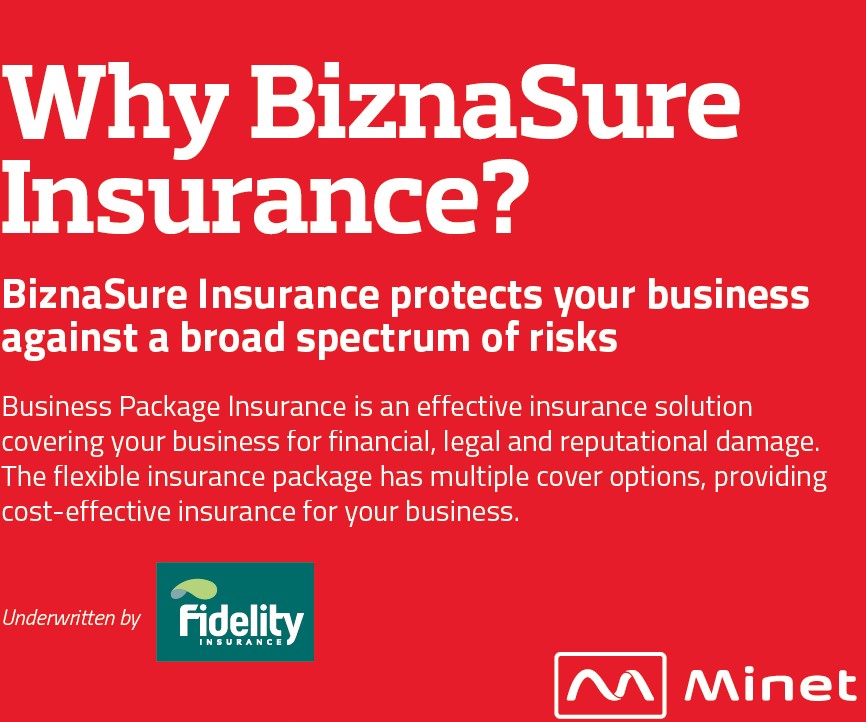 Why BiznaSure
Insurance?
BiznaSure Insurance protects your business
against a broad spectrum of risks
Business Package Insurance is an effective insurance solution
covering your business for financial, legal and reputational damage.
The flexible insurance package has multiple cover options, providing
cost-effective insurance for your business.
Underwritten by
Fidelity
INSURANCE
Minet